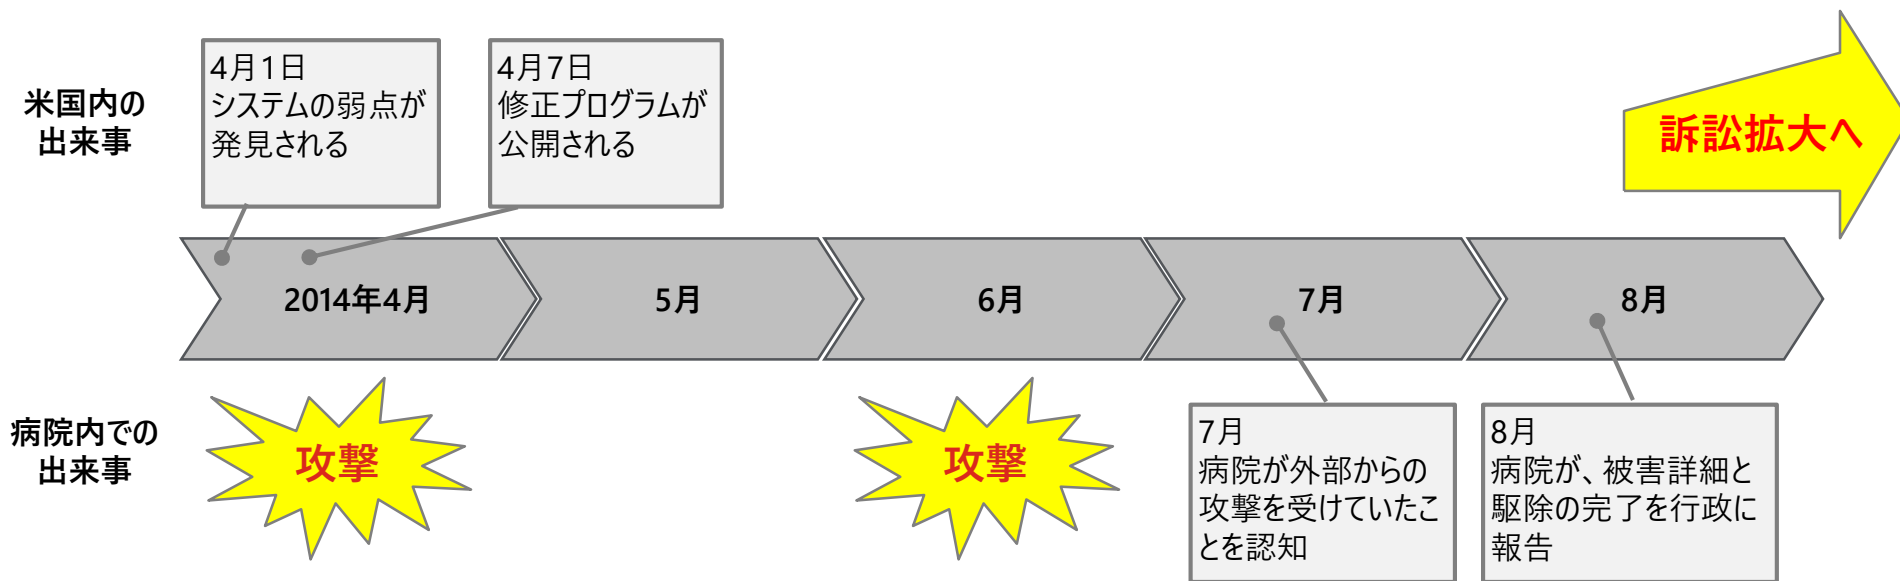 米国内の
出来事
4月1日
システムの弱点が
発見される
4月7日
修正プログラムが
公開される
訴訟拡大へ
2014年4月
5月
6月
7月
8月
病院内での
出来事
攻撃
攻撃
7月
病院が外部からの
攻撃を受けていたこ
とを認知
8月
病院が、被害詳細と
駆除の完了を行政に
報告